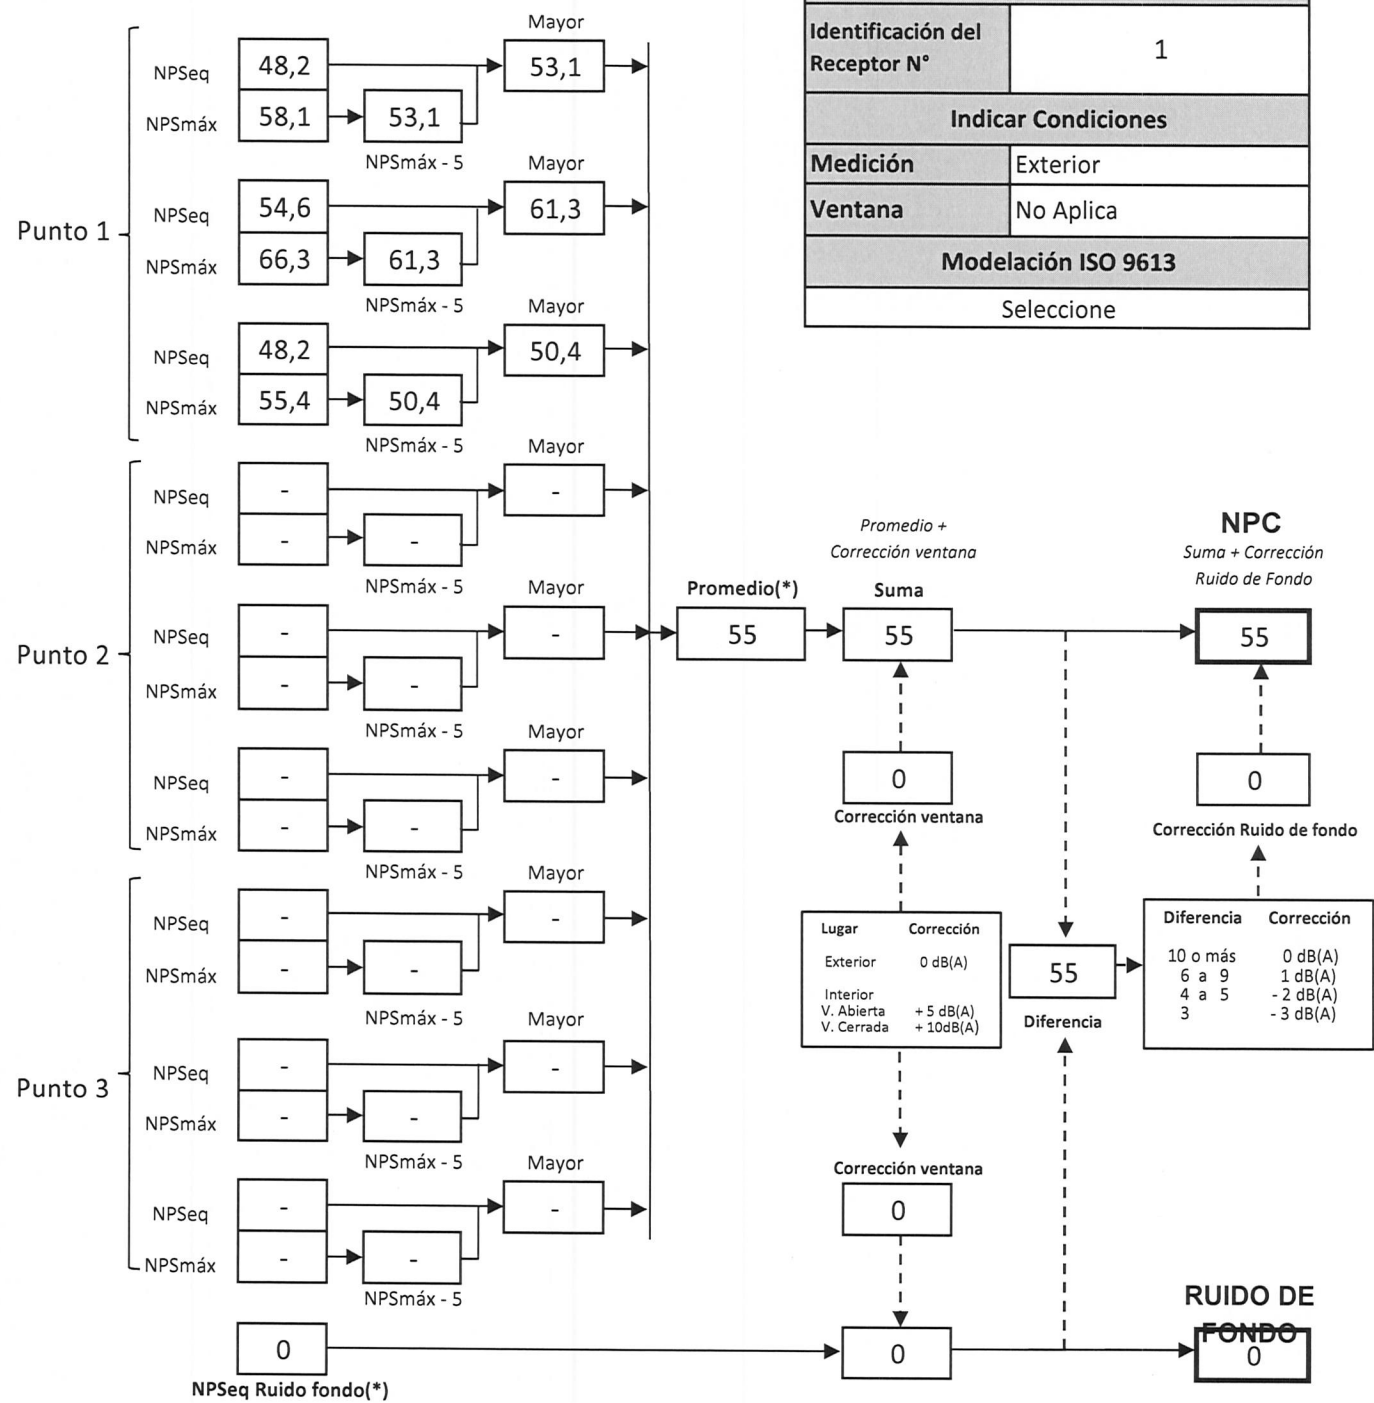 Identificación del
Receptor N°
1
Indicar Condiciones
Medición
Exterior
Ventana
No Aplica
Modelación ISO 9613
Seleccione
Punto 1
Mayor
NPSeq
48,2
53,1
NPSmáx
58,1
53,1
NPSmáx - 5
Mayor
NPSeq
54,6
61,3
NPSmáx
66,3
61,3
NPSmáx - 5
Mayor
NPSeq
48,2
50,4
NPSmáx
55,4
50,4
NPSmáx - 5
Punto 2
Mayor
NPSeq
-
-
NPSmáx
-
-
NPSmáx - 5
Mayor
NPSeq
-
-
NPSmáx
-
-
NPSmáx - 5
Mayor
NPSeq
-
-
NPSmáx
-
-
NPSmáx - 5
Punto 3
Mayor
NPSeq
-
-
NPSmáx
-
-
NPSmáx - 5
Mayor
NPSeq
-
-
NPSmáx
-
-
NPSmáx - 5
Mayor
NPSeq
-
-
NPSmáx
-
-
NPSmáx - 5
0
NPSeq Ruido fondo(*)
Promedio(*)
55
Promedio +
Corrección ventana
Suma
55
0
Corrección ventana
Lugar Corrección
Exterior 0 dB(A)
Interior
V. Abierta + 5 dB(A)
V. Cerrada + 10dB(A)
Corrección ventana
0
0
55
Diferencia
NPC
Suma + Corrección
Ruido de Fondo
55
0
Corrección Ruido de fondo
Diferencia Corrección
10 o más 0 dB(A)
6 a 9 1 dB(A)
4 a 5 - 2 dB(A)
3 - 3 dB(A)
RUIDO DE
FONDO
0